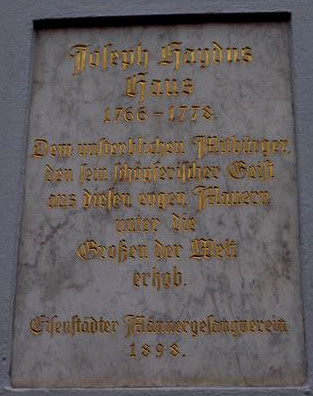 Joseph Haydns
Haus
1766-1778.
Dem unsterblichen Mitbürger,
den sein schöpferischer Geist
aus diesen engen Mauern
unter die
Großen der Welt
erhob.
Eisenstädter Männergesangverein
1898.